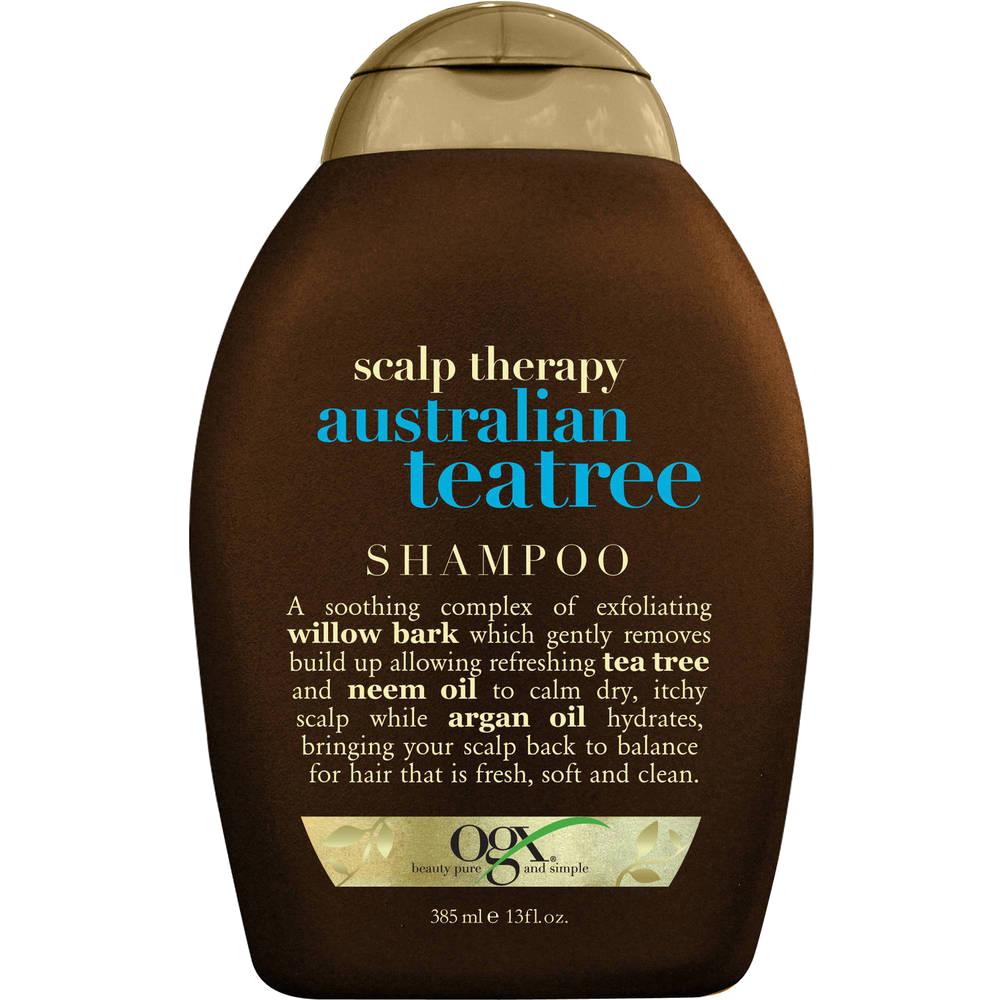 scalp therapy
australian
teatree
SHAMPOO
A soothing complex of exfoliating
willow bark which gently removes
build up allowing refreshing tea tree
and neem oil to calm dry, itchy
scalp while argan oil hydrates,
bringing your scalp back to balance
for hair that is fresh, soft and clean.
ogx®
beauty pure and simple
385 ml e 13fl.oz.